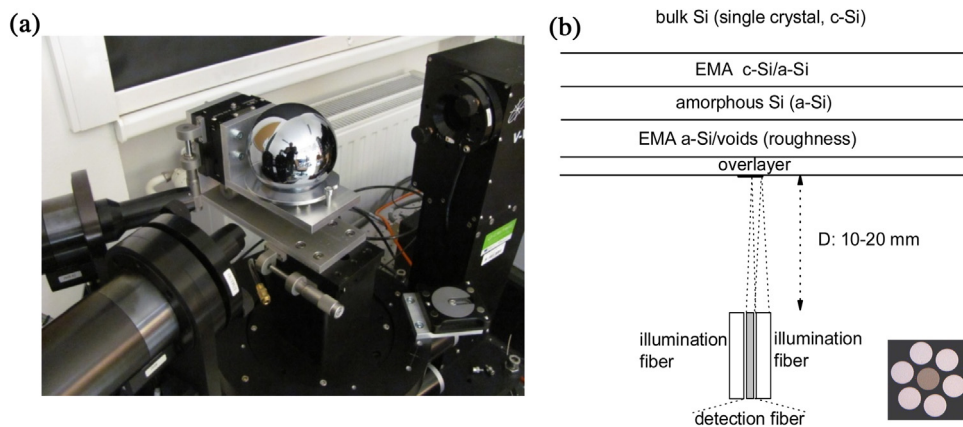 (a)
(b)
bulk Si (single crystal, c-Si)
EMA c-Si/a-Si
amorphous Si (a-Si)
EMA a-Si/voids (roughness)
overlayer
D: 10-20 mm
illumination
fiber
illumination
fiber
detection fiber